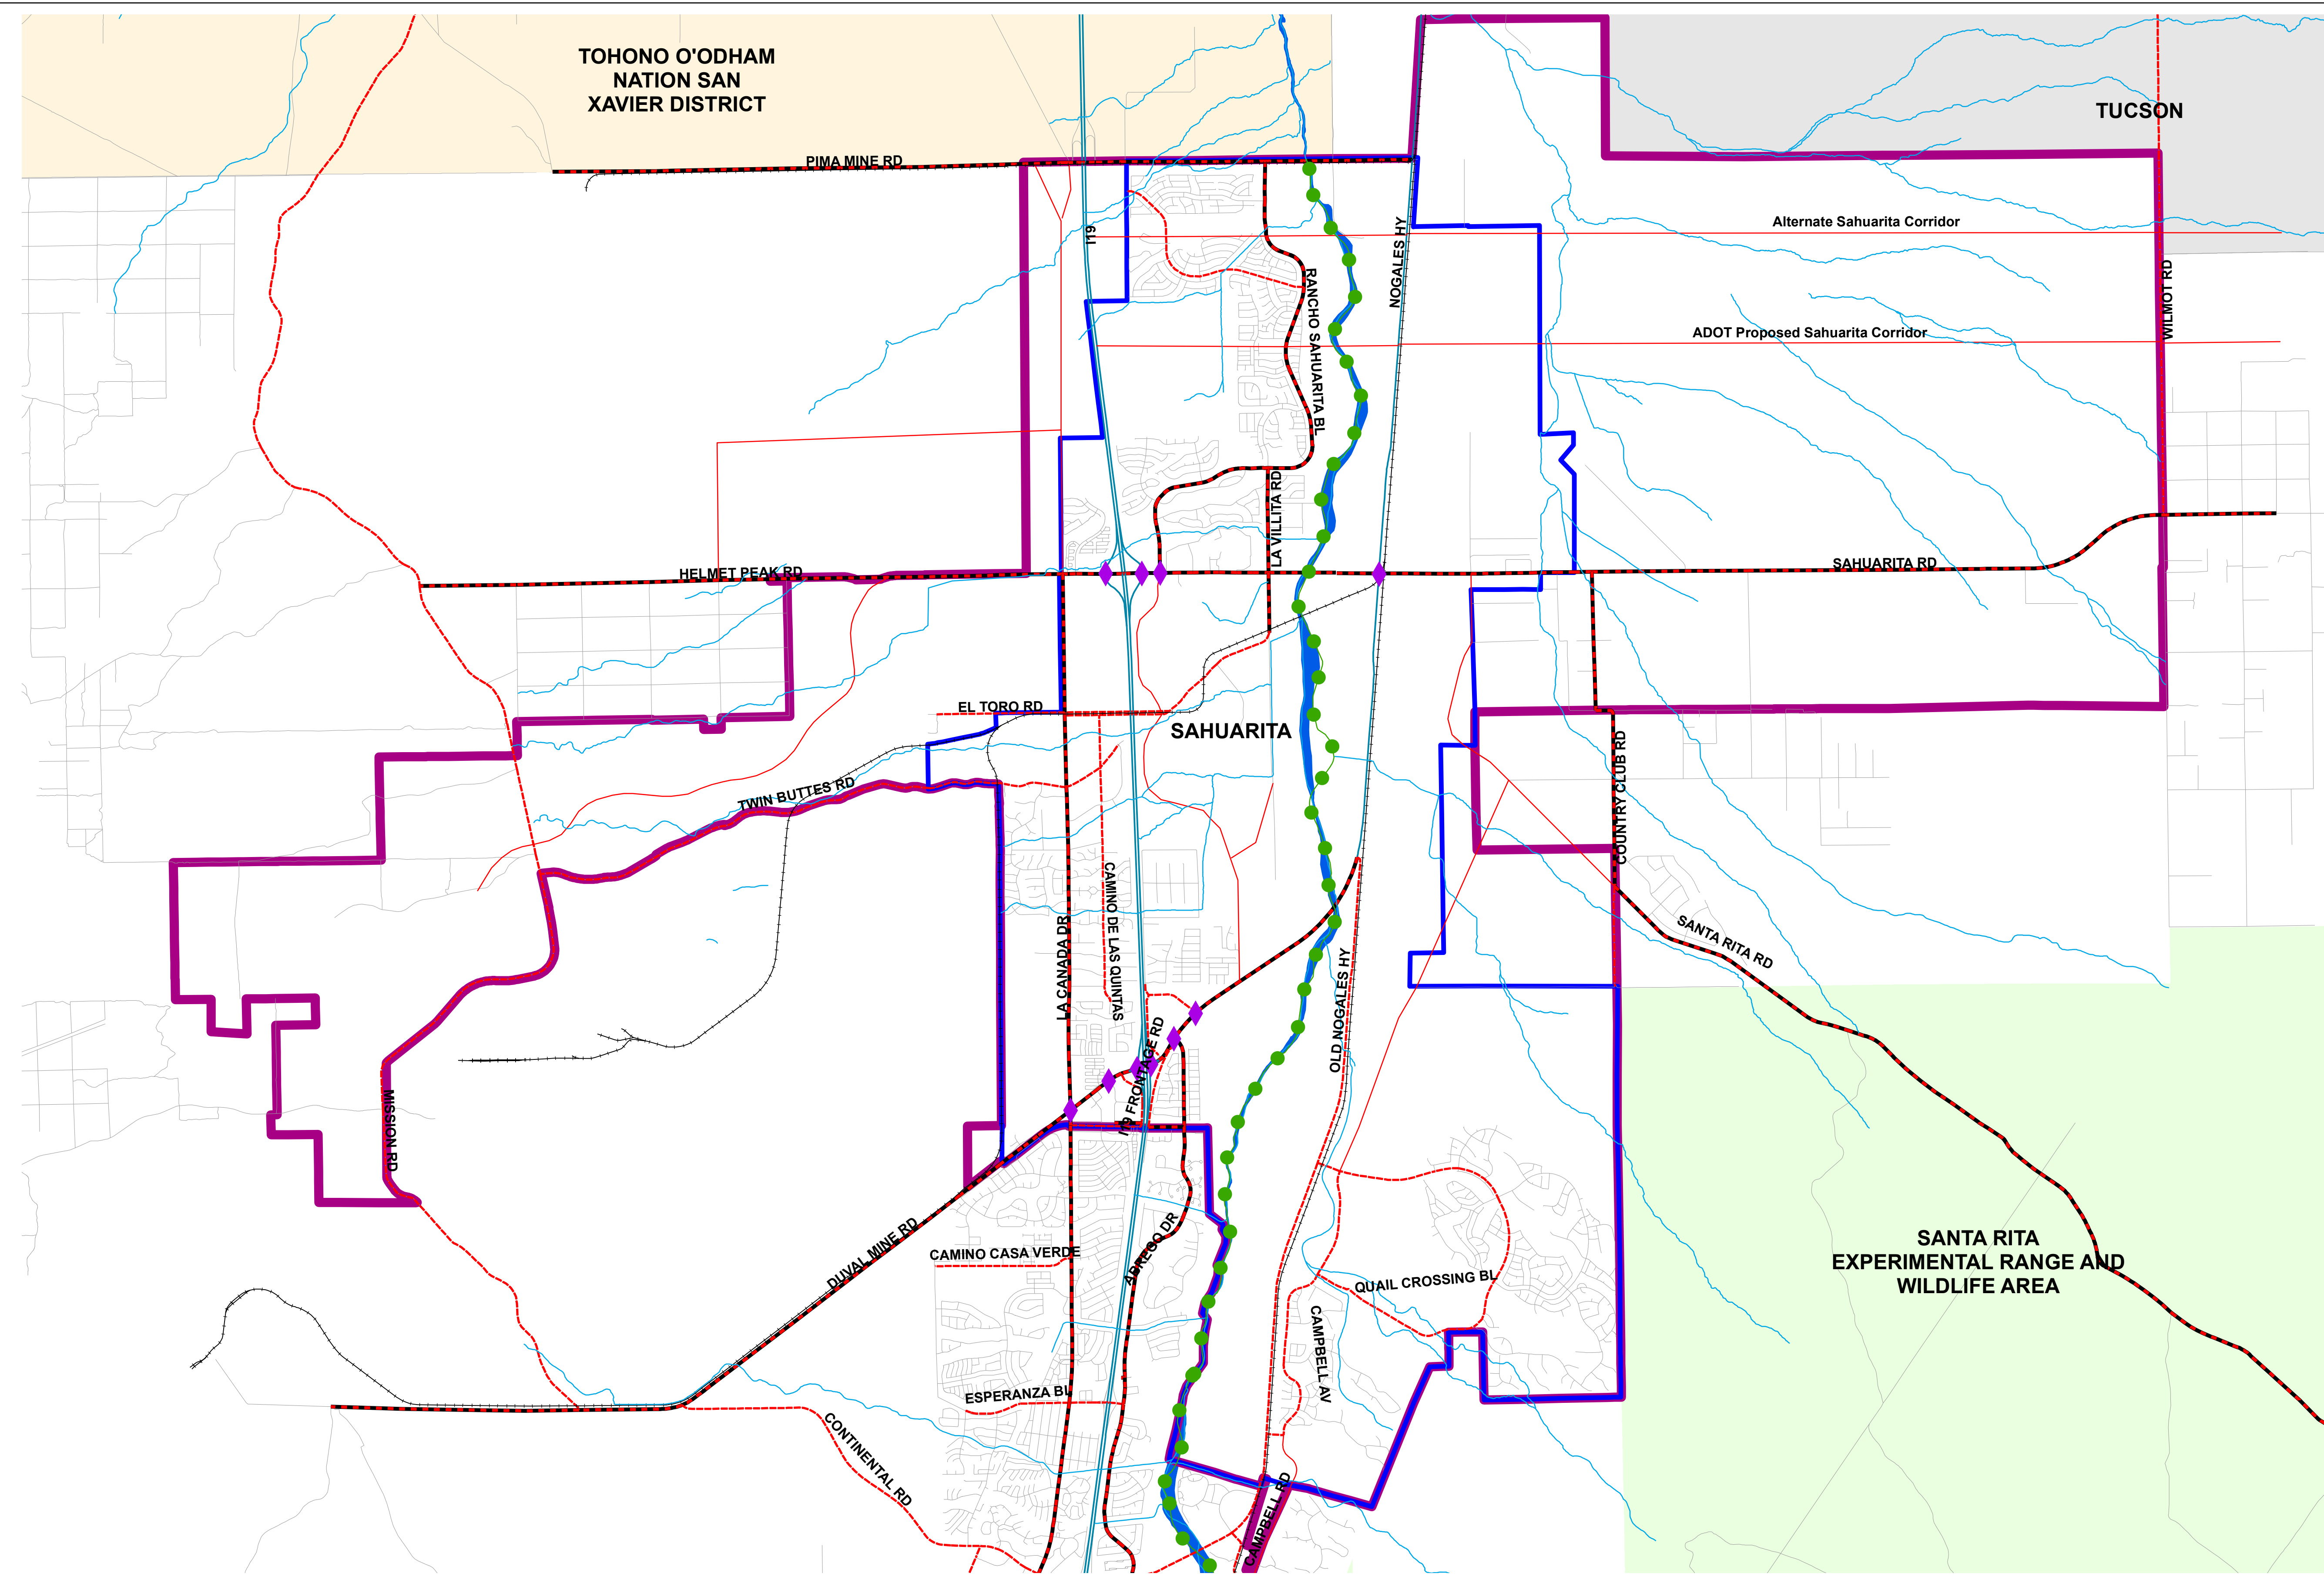 TOHONO O'ODHAM
NATION SAN
XAVIER DISTRICT
TUCSON
PIMA MINE RD
Alternate Sahuarita Corridor
I19
NOGALES HY
WILMOT RD
RANCHO SAHUARITA BL
ADOT Proposed Sahuarita Corridor
LA VILLITA RD
HELMET PEAK RD
SAHUARITA RD
EL TORO RD
SAHUARITA
COUNTRY CLUB RD
TWIN BUTTES RD
CAMINO DE LAS QUINTAS
LA CANADA DR
SANTA RITA RD
OLD NOGALES HY
I19 FRONTAGE RD
MISSION RD
DUVAL MINE RD
CAMINO CASA VERDE
ABREGO DR
QUAIL CROSSING BL
SANTA RITA
EXPERIMENTAL RANGE AND
WILDLIFE AREA
CAMPBELL AV
ESPERANZA BL
CONTINENTAL RD
CAMPBELL RD